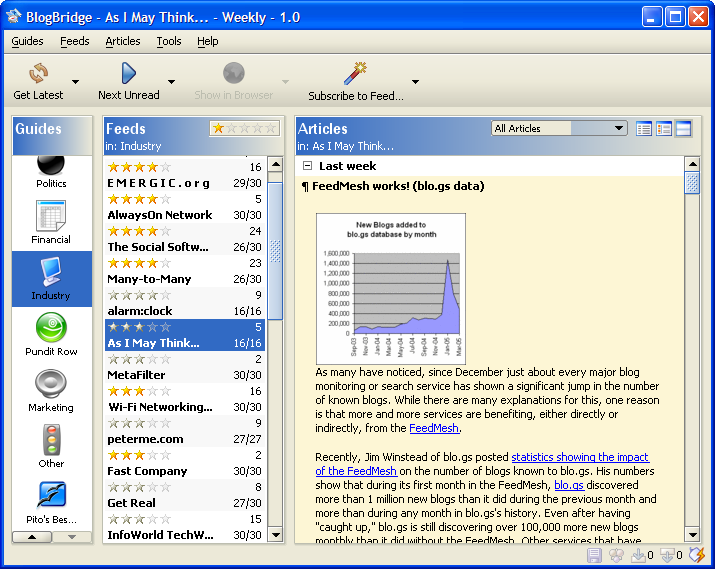 BlogBridge - As I May Think... - Weekly - 1.0
Guides Feeds Articles Tools Help
Get Latest Next Unread Show in Browser Subscribe to Feed...
Guides
Politics
Financial
Industry
Pundit Row
Marketing
Other
Pito's Bes...
Feeds
in: Industry
16
E M E R G I C . o r g 29/30
5
AlwaysOn Network 30/30
24
The Social Softw... 26/30
23
Many-to-Many 26/30
9
alarm:clock 16/16
5
As I May Think... 16/16
2
MetaFilter 30/30
16
Wi-Fi Networking... 30/30
9
peterme.com 27/27
2
Fast Company 30/30
8
Get Real 27/30
15
InfoWorld TechW... 30/30
Articles
All Articles
in: As I May Think...
Last week
¶ FeedMesh works! (blo.gs data)
New Blogs added to
blo.gs database by month
1,600,000
1,400,000
1,200,000
1,000,000
800,000
600,000
400,000
200,000
0
Sep-03 Nov-03 Jan-04 Mar-04 May-04 Jul-04 Sep-04 Nov-04 Jan-05 Mar-05
As many have noticed, since December just about every major blog
monitoring or search service has shown a significant jump in the number
of known blogs. While there are many explanations for this, one reason
is that more and more services are benefiting, either directly or
indirectly, from the FeedMesh.
Recently, Jim Winstead of blo.gs posted statistics showing the impact
of the FeedMesh on the number of blogs known to blo.gs. His numbers
show that during its first month in the FeedMesh, blo.gs discovered
more than 1 million new blogs than it did during the previous month and
more than during any month in blo.gs's history. Even after having
"caught up," blo.gs is still discovering over 100,000 more new blogs
monthly than it did without the FeedMesh. Other services that have
0 0